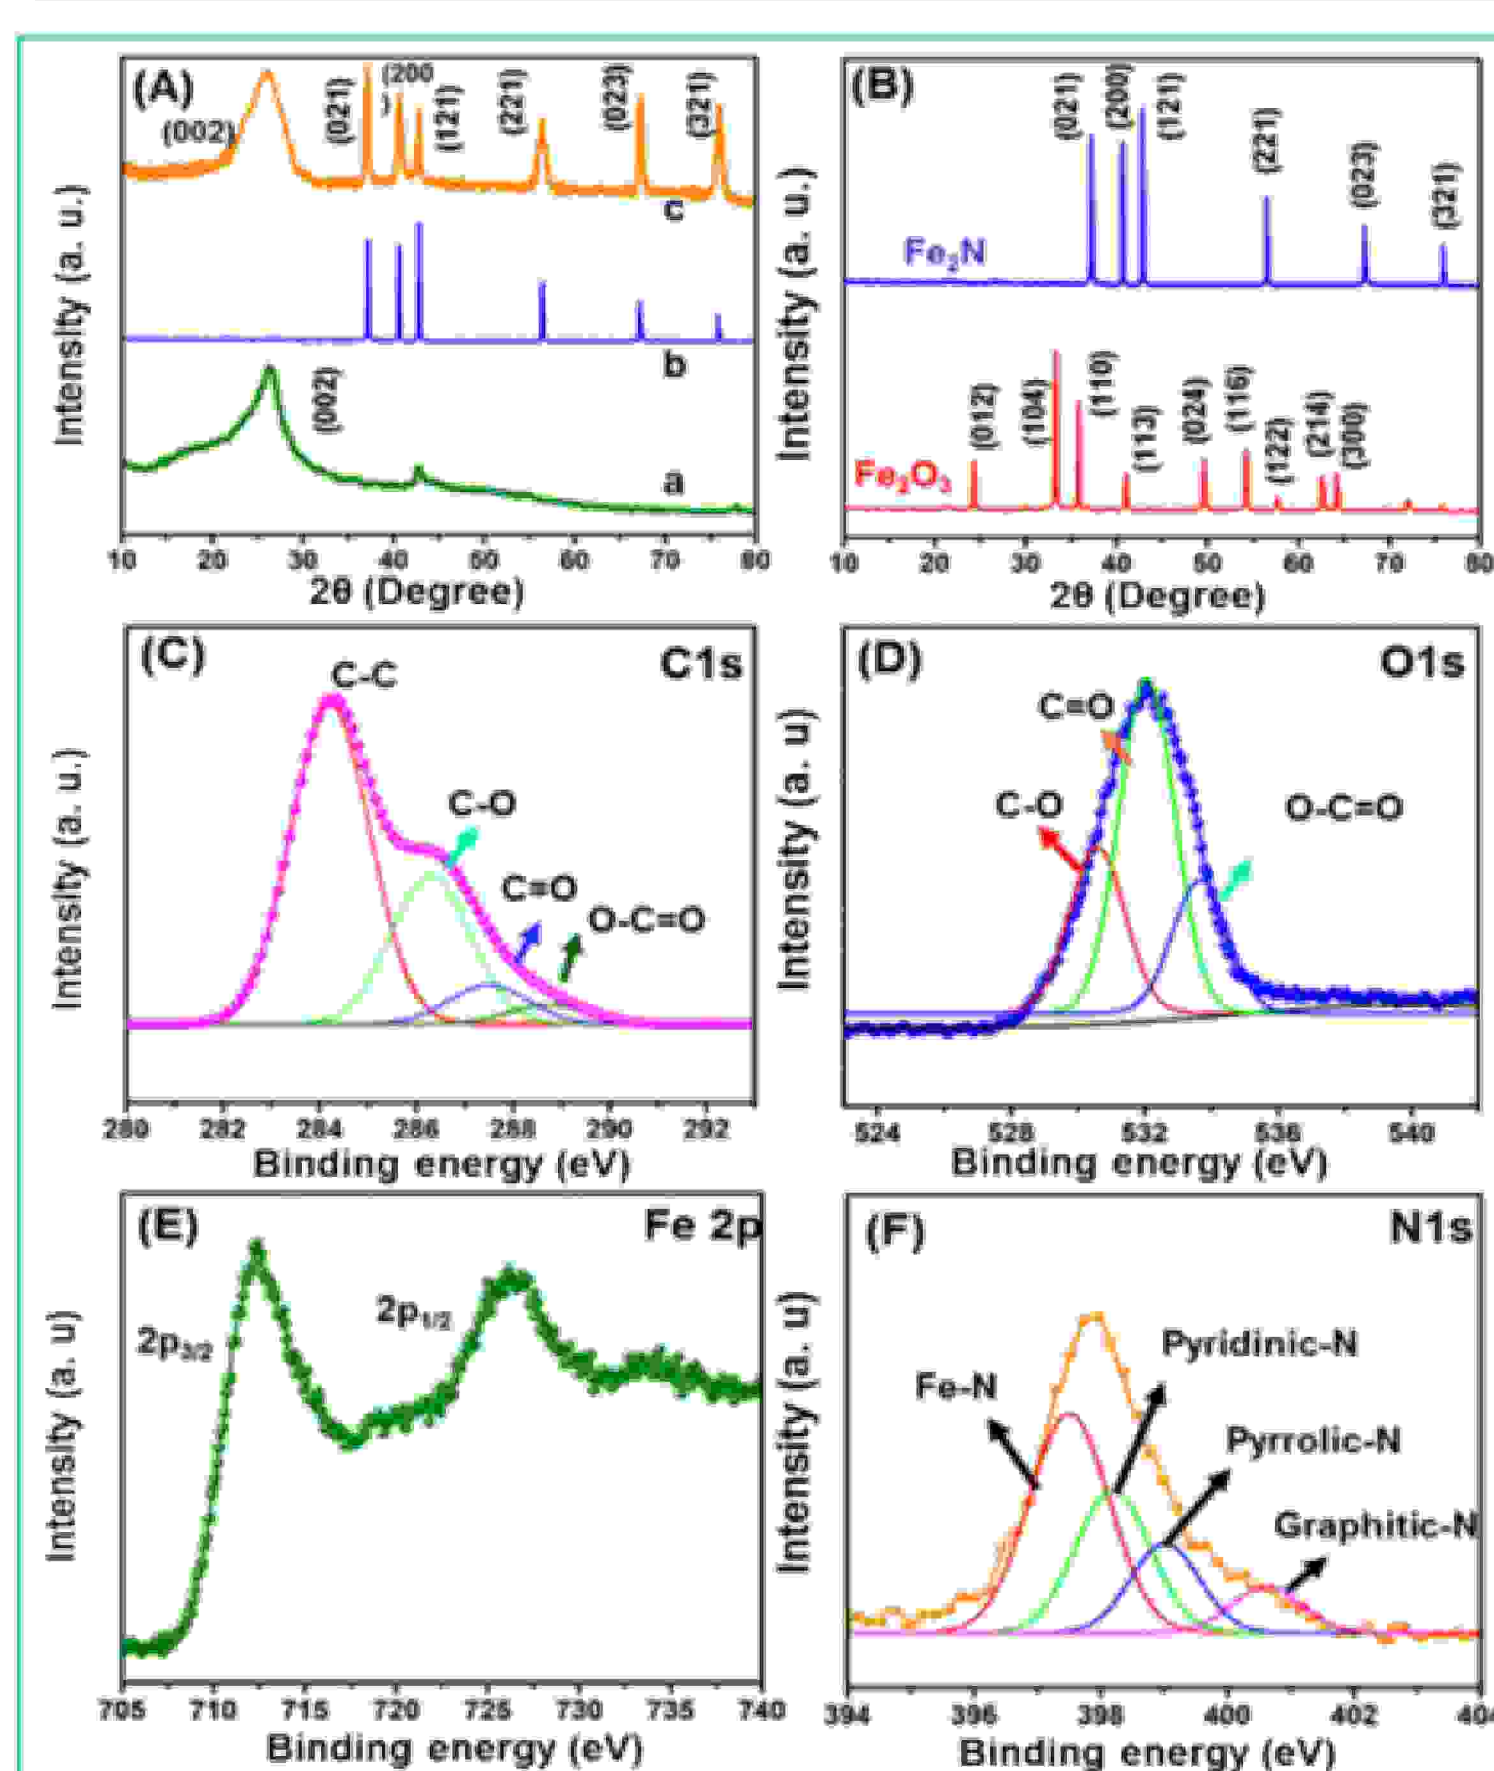 (A)
(002)
(021)
(200
)
(121)
(221)
(023)
(321)
c
b
(002)
a
Intensity (a. u.)
10 20 30 40 50 60 70 80
2θ (Degree)
(B)
(021)
(200)
(121)
(221)
(023)
(321)
Fe₂N
(012)
(104)
(110)
(113)
(024)
(116)
(122)
(214)
(300)
Fe₂O₃
Intensity (a. u.)
10 20 30 40 50 60 70 80
2θ (Degree)
(C)
C1s
C-C
C-O
C=O
O-C=O
Intensity (a. u.)
280 282 284 286 288 290 292
Binding energy (eV)
(D)
O1s
C=O
C-O
O-C=O
Intensity (a. u)
524 528 532 536 540
Binding energy (eV)
(E)
Fe 2p
2p₃/₂
2p₁/₂
Intensity (a. u)
705 710 715 720 725 730 735 740
Binding energy (eV)
(F)
N1s
Fe-N
Pyridinic-N
Pyrrolic-N
Graphitic-N
Intensity (a. u)
394 396 398 400 402 404
Binding energy (eV)